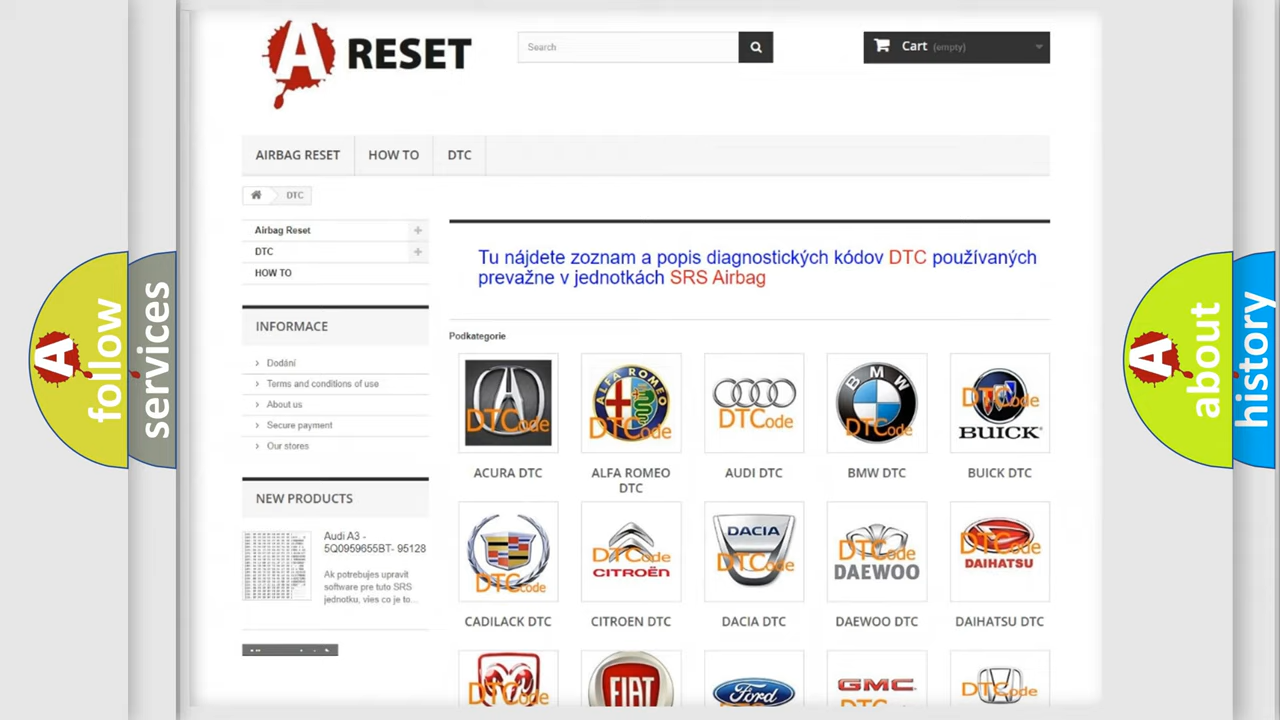 A RESET
Search
Cart (empty)
AIRBAG RESET
HOW TO
DTC
DTC
Airbag Reset
DTC
HOW TO
Tu nájdete zoznam a popis diagnostických kódov DTC používaných
prevažne v jednotkách SRS Airbag
INFORMACE
Dodání
Terms and conditions of use
About us
Secure payment
Our stores
NEW PRODUCTS
Audi A3 -
5Q0959655BT- 95128
Ak potrebujes upravit
software pre tuto SRS
jednotku, vies co je to...
Podkategorie
DTCode
ACURA DTC
ALFA ROMEO
DTCode
ALFA ROMEO
DTC
DTCode
AUDI DTC
BMW
DTCode
BMW DTC
DTCode
BUICK
BUICK DTC
DTCode
CADILACK DTC
DTCode
CITROËN
CITROEN DTC
DACIA
DTCode
DACIA DTC
DTCode
DAEWOO
DAEWOO DTC
DTCode
DAIHATSU
DAIHATSU DTC
DTCode
FIAT
Ford
GMC
DTCode
A
follow
services
A
about
history